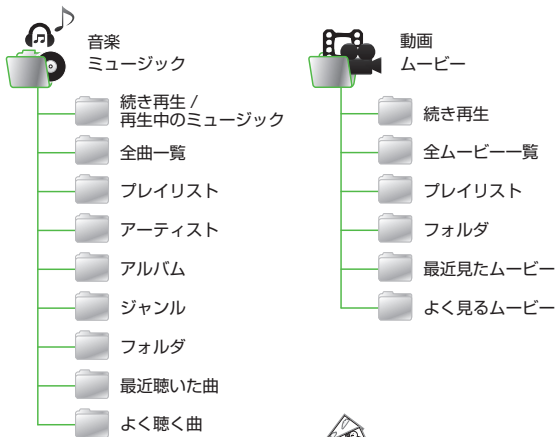 音楽
ミュージック
続き再生 /
再生中のミュージック
全曲一覧
プレイリスト
アーティスト
アルバム
ジャンル
フォルダ
最近聴いた曲
よく聴く曲
動画
ムービー
続き再生
全ムービー一覧
プレイリスト
フォルダ
最近見たムービー
よく見るムービー